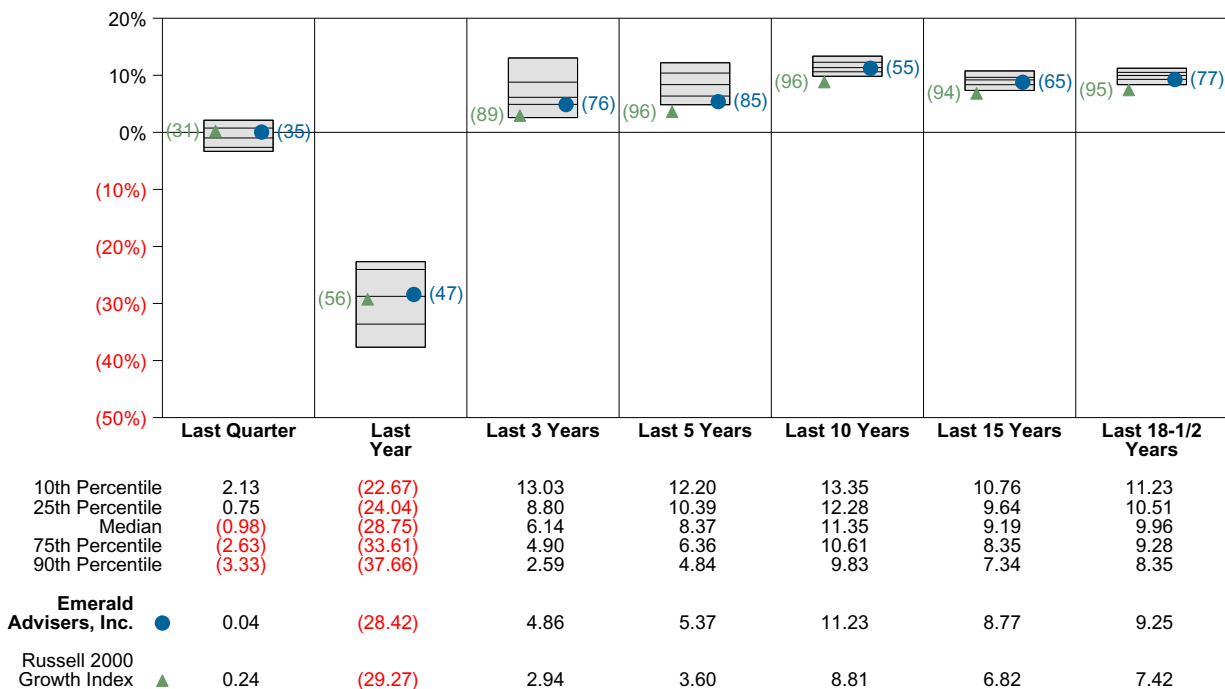 20%
10%
0%
(10%)
(20%)
(30%)
(40%)
(50%)
(31) (35)
(56) (47)
(89) (76)
(96) (85)
(96) (55)
(94) (65)
(95) (77)
Last Quarter Last Year Last 3 Years Last 5 Years Last 10 Years Last 15 Years Last 18-1/2 Years
10th Percentile 2.13 (22.67) 13.03 12.20 13.35 10.76 11.23
25th Percentile 0.75 (24.04) 8.80 10.39 12.28 9.64 10.51
Median (0.98) (28.75) 6.14 8.37 11.35 9.19 9.96
75th Percentile (2.63) (33.61) 4.90 6.36 10.61 8.35 9.28
90th Percentile (3.33) (37.66) 2.59 4.84 9.83 7.34 8.35
Emerald
Advisers, Inc. 0.04 (28.42) 4.86 5.37 11.23 8.77 9.25
Russell 2000
Growth Index 0.24 (29.27) 2.94 3.60 8.81 6.82 7.42